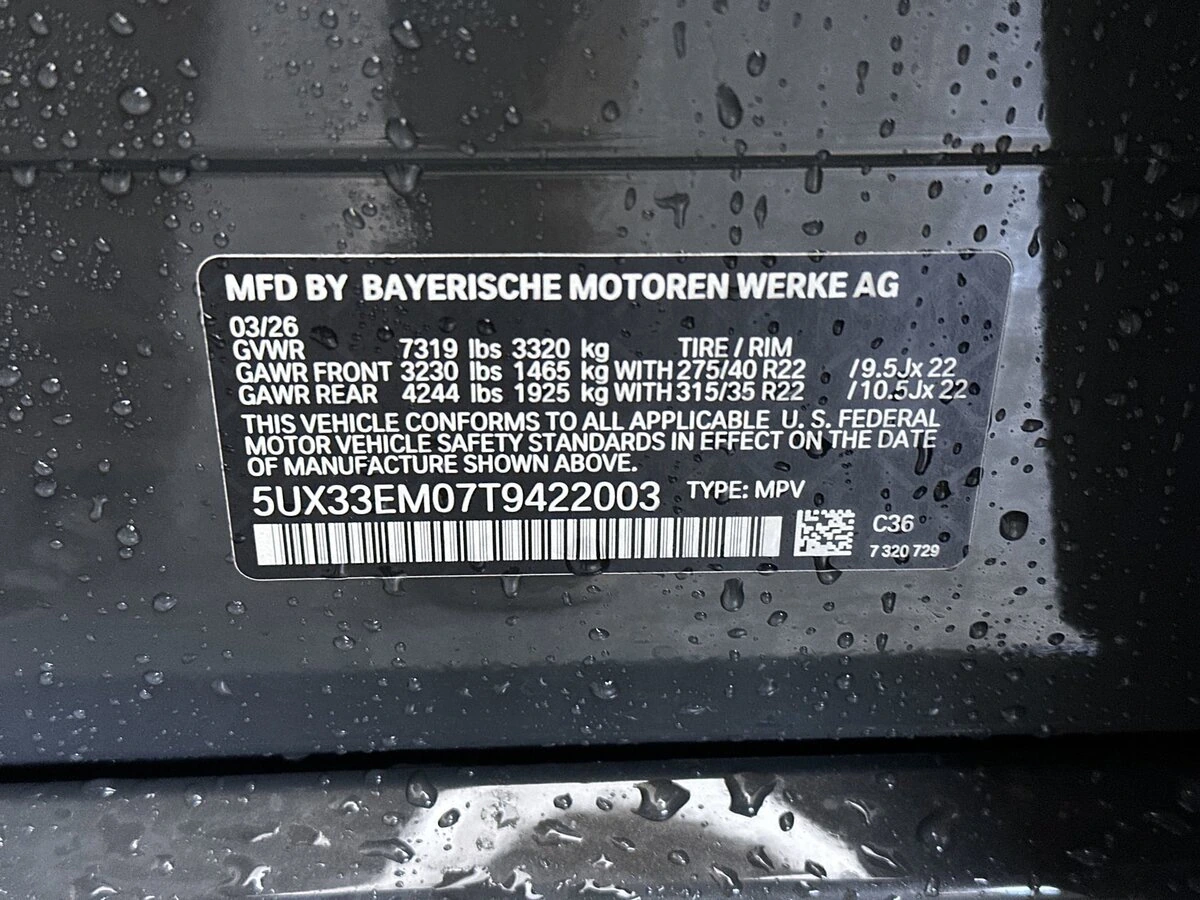 MFD BY BAYERISCHE MOTOREN WERKE AG
03/26
GVWR 7319 lbs 3320 kg TIRE / RIM
GAWR FRONT 3230 lbs 1465 kg WITH 275/40 R22 / 9.5Jx 22
GAWR REAR 4244 lbs 1925 kg WITH 315/35 R22 / 10.5Jx 22
THIS VEHICLE CONFORMS TO ALL APPLICABLE U. S. FEDERAL
MOTOR VEHICLE SAFETY STANDARDS IN EFFECT ON THE DATE
OF MANUFACTURE SHOWN ABOVE.
5UX33EM07T9422003 TYPE: MPV
C36
7 320 729